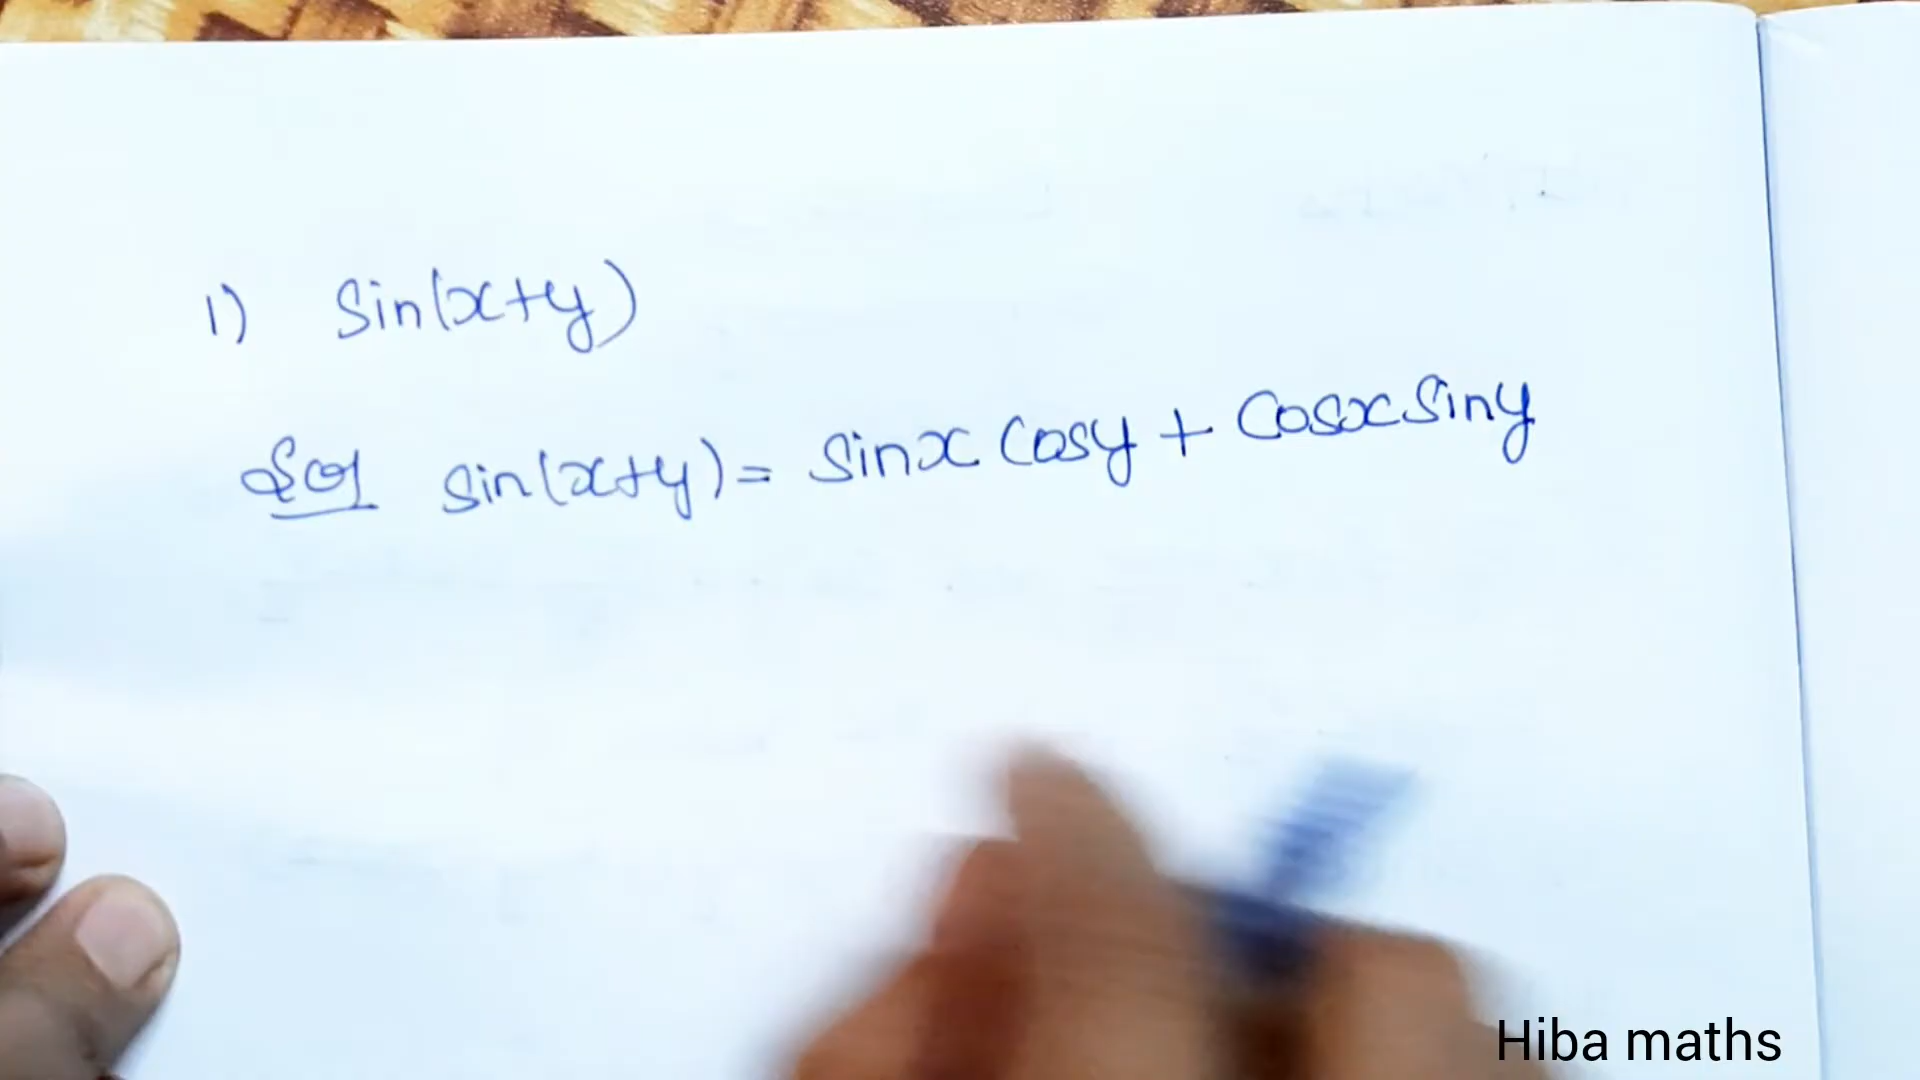 1) Sin(x+y)
Sol Sin(x+y) = Sinx Cosy + Cosx Siny
Hiba maths